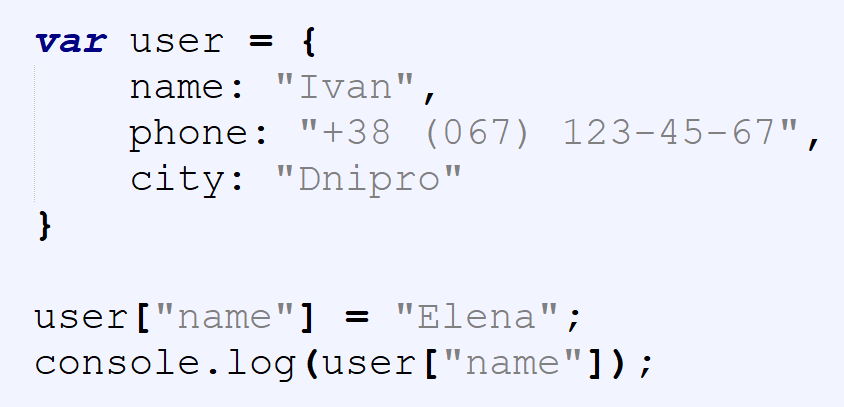 var user = {
    name: "Ivan",
    phone: "+38 (067) 123-45-67",
    city: "Dnipro"
}

user["name"] = "Elena";
console.log(user["name"]);